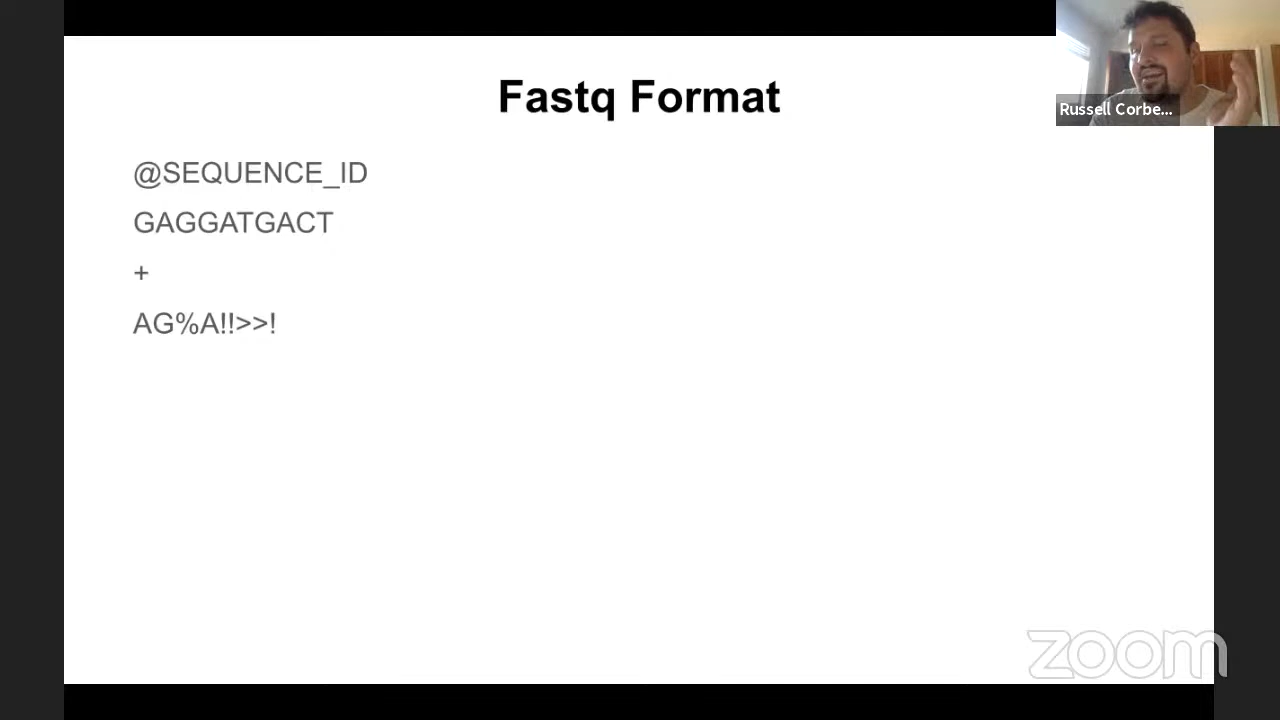 Fastq Format
Russell Corbe...
@SEQUENCE_ID
GAGGATGACT
+
AG%A!!>>!
zoom